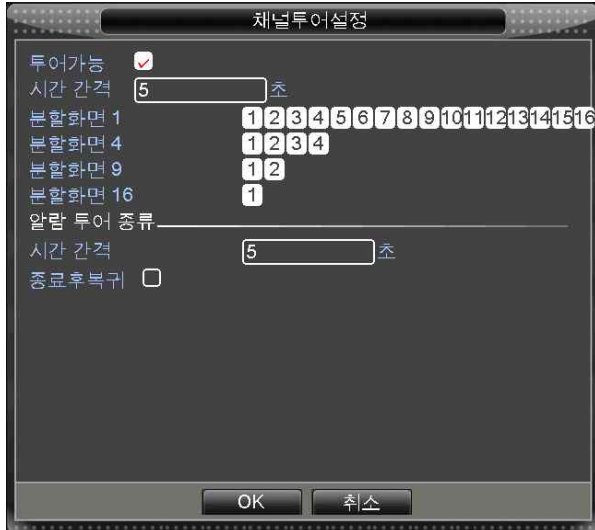 채널투어설정
투어가능
시간 간격 5 초
분할화면 1 1 2 3 4 5 6 7 8 9 10 11 12 13 14 15 16
분할화면 4 1 2 3 4
분할화면 9 1 2
분할화면 16 1
알람 투어 종류
시간 간격 5 초
종료후복귀
OK 취소